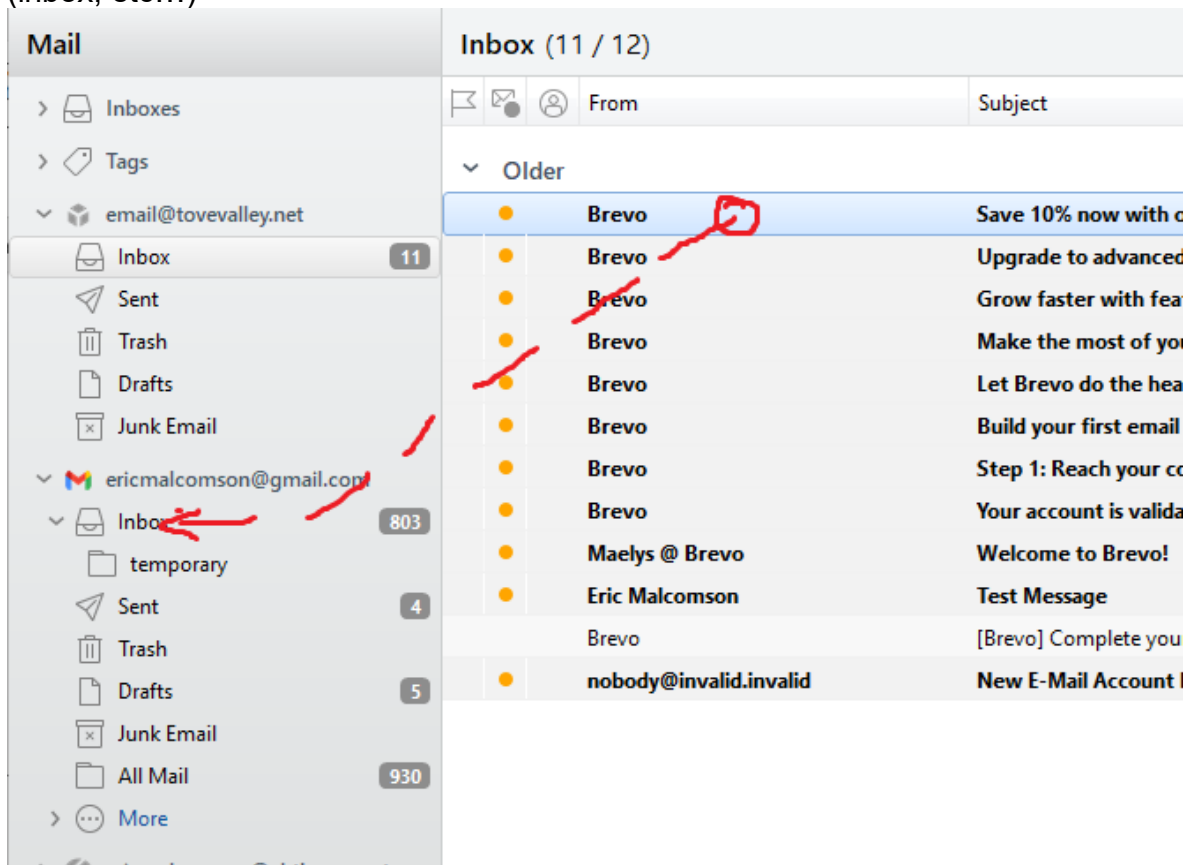 Mail
Inboxes
Tags
email@tovevalley.net
Inbox 11
Sent
Trash
Drafts
Junk Email
ericmalcomson@gmail.com
Inbox 803
temporary
Sent 4
Trash
Drafts 5
Junk Email
All Mail 930
More
Inbox (11 / 12)
From Subject
Older
Brevo Save 10% now with o
Brevo Upgrade to advanced
Brevo Grow faster with fea
Brevo Make the most of you
Brevo Let Brevo do the hea
Brevo Build your first email
Brevo Step 1: Reach your co
Brevo Your account is valida
Maelys @ Brevo Welcome to Brevo!
Eric Malcomson Test Message
Brevo [Brevo] Complete you
nobody@invalid.invalid New E-Mail Account